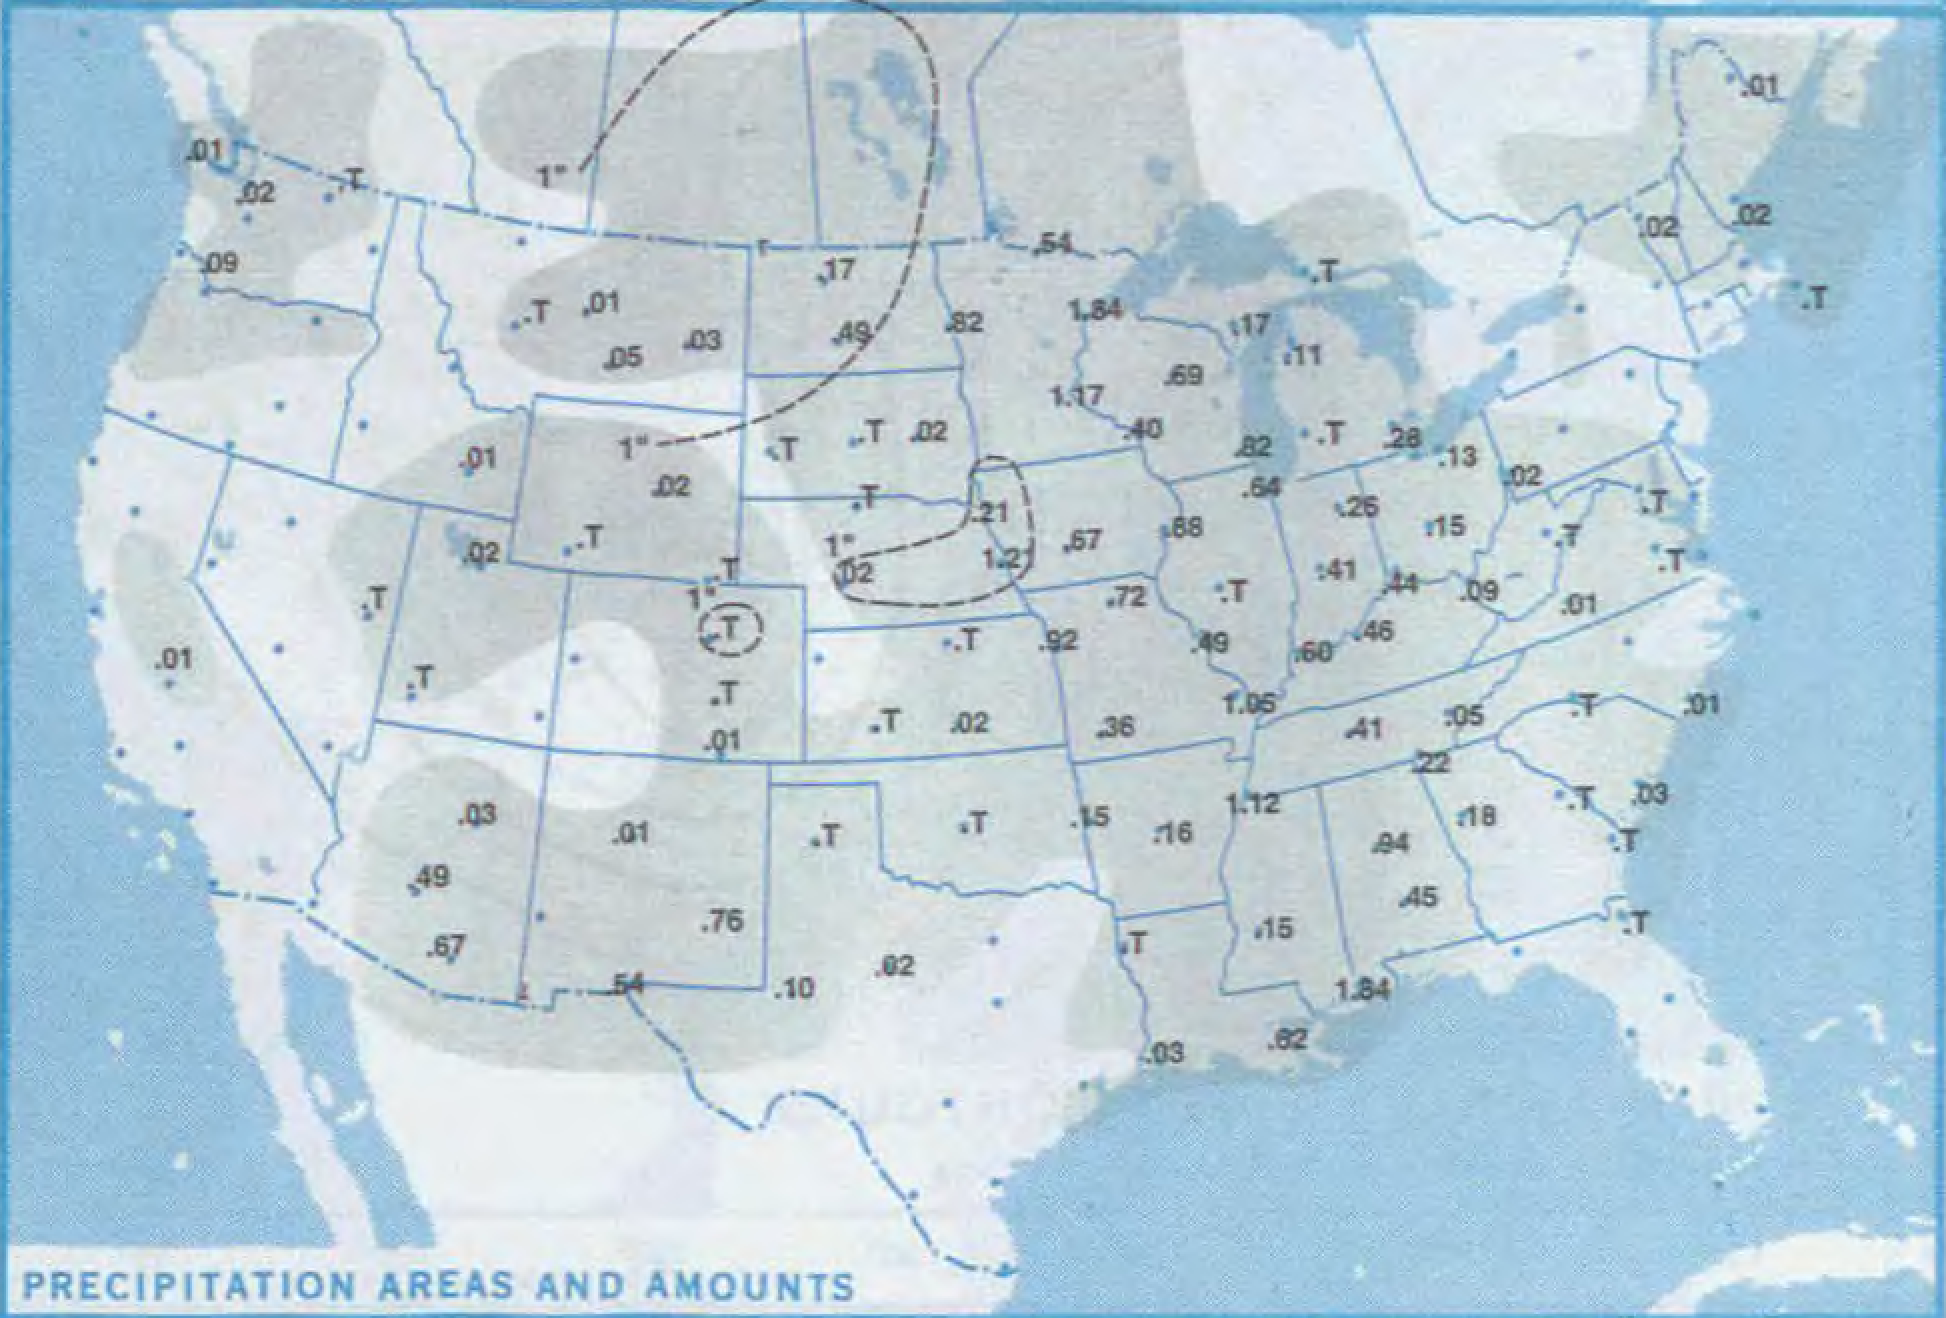 .01
.01
.T
1"
.02
.02
.02
.54
.09
.17
.T
.T
.01
1.84
.T
.82
.17
.49
.03
.05
.11
.69
1.17
.40
.T
.02
.T
.28
1"
.T
.82
.01
.13
.02
.02
.64
.T
.T
.21
.26
.68
.15
.T
.T
1"
.67
.02
1.21
.T
.02
.T
.41
.44
.09
.T
.T
1"
.72
.01
.T
.46
.T
.92
.49
.60
.01
.T
.T
1.05
.T
.01
.T
.02
.36
.41
.05
.01
.22
.03
1.12
.03
.T
.01
.T
.T
.15
.16
.18
.94
.T
.49
.45
.76
.15
.T
.67
.T
.02
.54
.10
1.84
.62
.03
PRECIPITATION AREAS AND AMOUNTS